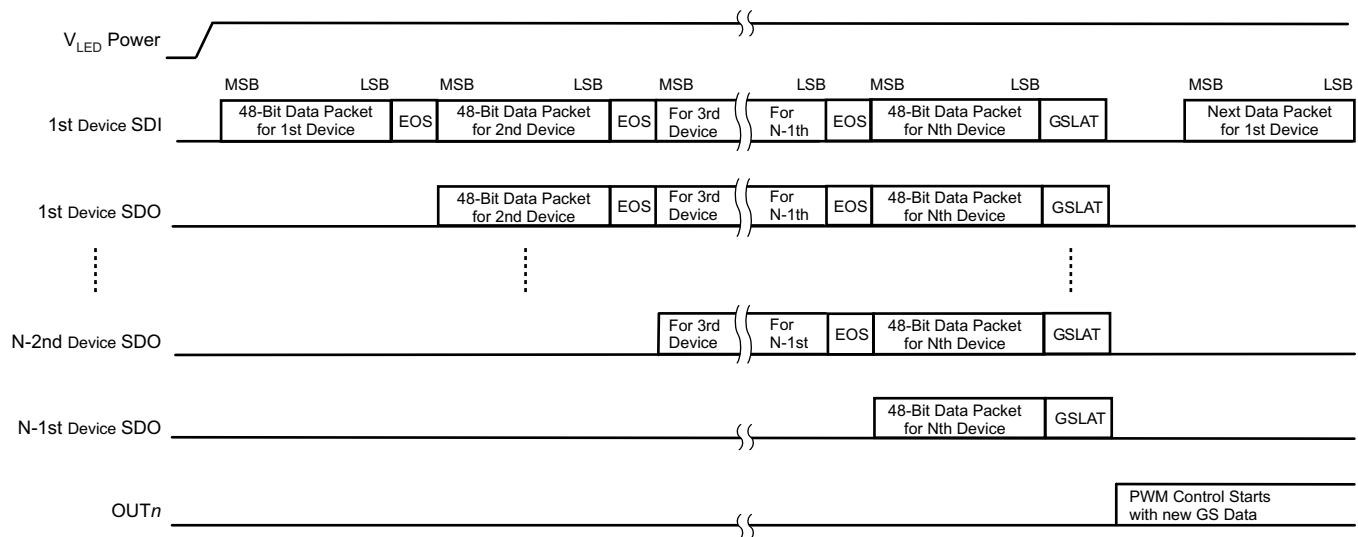 V_LED Power
MSB LSB MSB LSB MSB LSB MSB LSB MSB LSB
1st Device SDI
48-Bit Data Packet
for 1st Device
EOS
48-Bit Data Packet
for 2nd Device
EOS
For 3rd
Device
For
N-1th
EOS
48-Bit Data Packet
for Nth Device
GSLAT
Next Data Packet
for 1st Device
1st Device SDO
48-Bit Data Packet
for 2nd Device
EOS
For 3rd
Device
For
N-1th
EOS
48-Bit Data Packet
for Nth Device
GSLAT
N-2nd Device SDO
For 3rd
Device
For
N-1st
EOS
48-Bit Data Packet
for Nth Device
GSLAT
N-1st Device SDO
48-Bit Data Packet
for Nth Device
GSLAT
OUTn
PWM Control Starts
with new GS Data